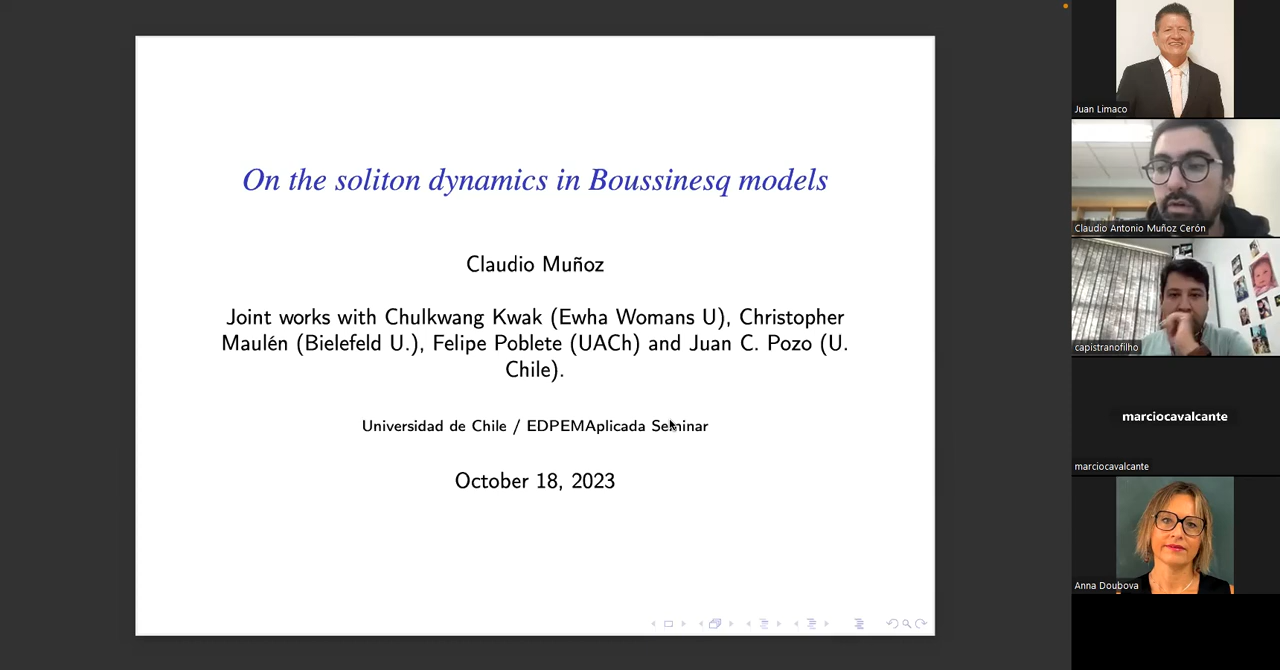 On the soliton dynamics in Boussinesq models
Claudio Muñoz
Joint works with Chulkwang Kwak (Ewha Womans U), Christopher
Maulén (Bielefeld U.), Felipe Poblete (UACh) and Juan C. Pozo (U.
Chile).
Universidad de Chile / EDPEMAplicada Seminar
October 18, 2023
Juan Limaco
Claudio Antonio Muñoz Cerón
capistranofilho
marciocavalcante
marciocavalcante
Anna Doubova